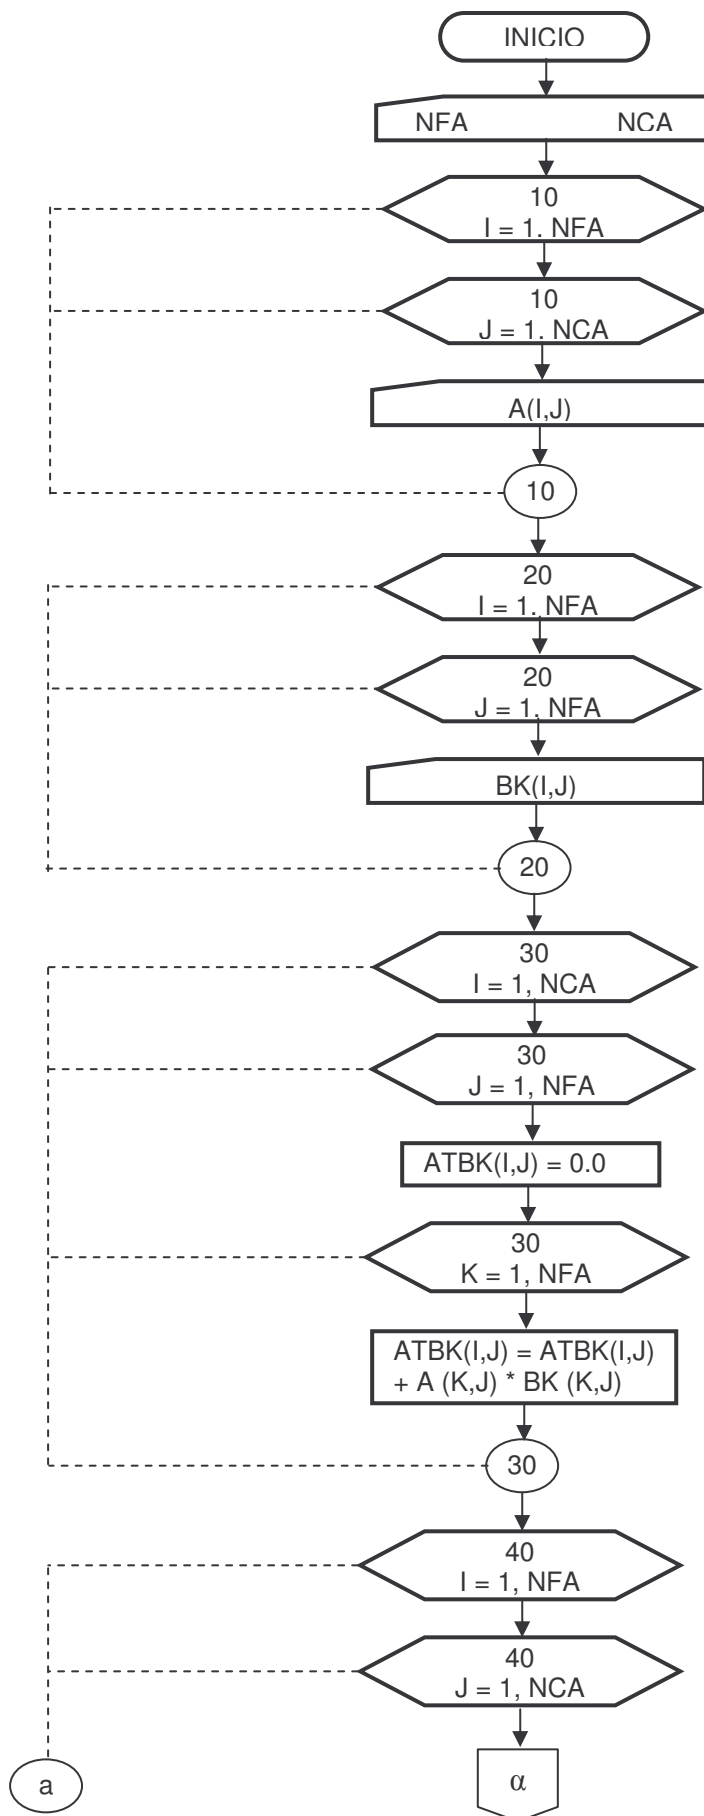 INICIO
NFA NCA
10
I = 1. NFA
10
J = 1. NCA
A(I,J)
10
20
I = 1. NFA
20
J = 1. NFA
BK(I,J)
20
30
I = 1, NCA
30
J = 1, NFA
ATBK(I,J) = 0.0
30
K = 1, NFA
ATBK(I,J) = ATBK(I,J)
+ A (K,J) * BK (K,J)
30
40
I = 1, NFA
40
J = 1, NCA
a
α